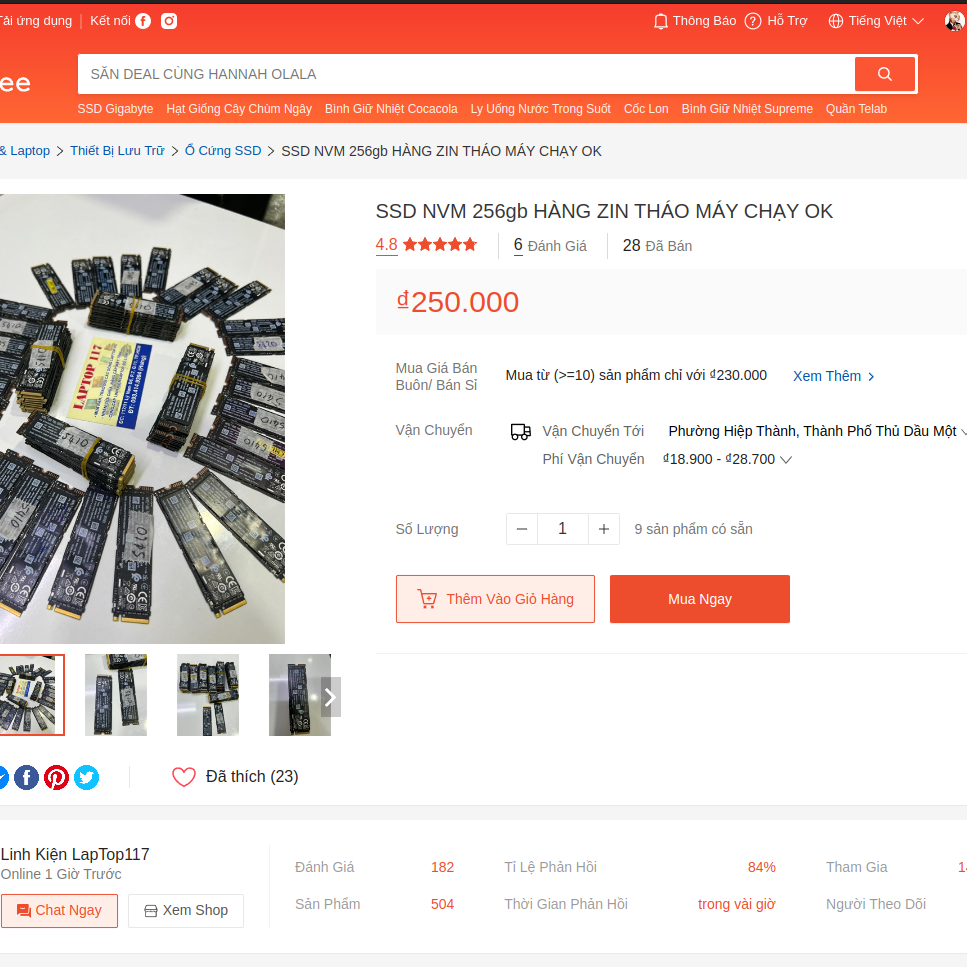 Tải ứng dụng Kết nối Thông Báo Hỗ Trợ Tiếng Việt
ee
SĂN DEAL CÙNG HANNAH OLALA
SSD Gigabyte Hạt Giống Cây Chùm Ngây Bình Giữ Nhiệt Cocacola Ly Uống Nước Trong Suốt Cốc Lon Bình Giữ Nhiệt Supreme Quần Telab
& Laptop > Thiết Bị Lưu Trữ > Ổ Cứng SSD > SSD NVM 256gb HÀNG ZIN THÁO MÁY CHẠY OK
LAPTOP 117
S410
SSD NVM 256gb HÀNG ZIN THÁO MÁY CHẠY OK
4.8 6 Đánh Giá 28 Đã Bán
₫250.000
Mua Giá Bán
Buôn/ Bán Sỉ
Mua từ (>=10) sản phẩm chỉ với ₫230.000 Xem Thêm
Vận Chuyển Vận Chuyển Tới Phường Hiệp Thành, Thành Phố Thủ Dầu Một
Phí Vận Chuyển ₫18.900 - ₫28.700
Số Lượng 1 9 sản phẩm có sẵn
Thêm Vào Giỏ Hàng Mua Ngay
Đã thích (23)
Linh Kiện LapTop117
Online 1 Giờ Trước
Chat Ngay Xem Shop
Đánh Giá 182 Tỉ Lệ Phản Hồi 84% Tham Gia
Sản Phẩm 504 Thời Gian Phản Hồi trong vài giờ Người Theo Dõi